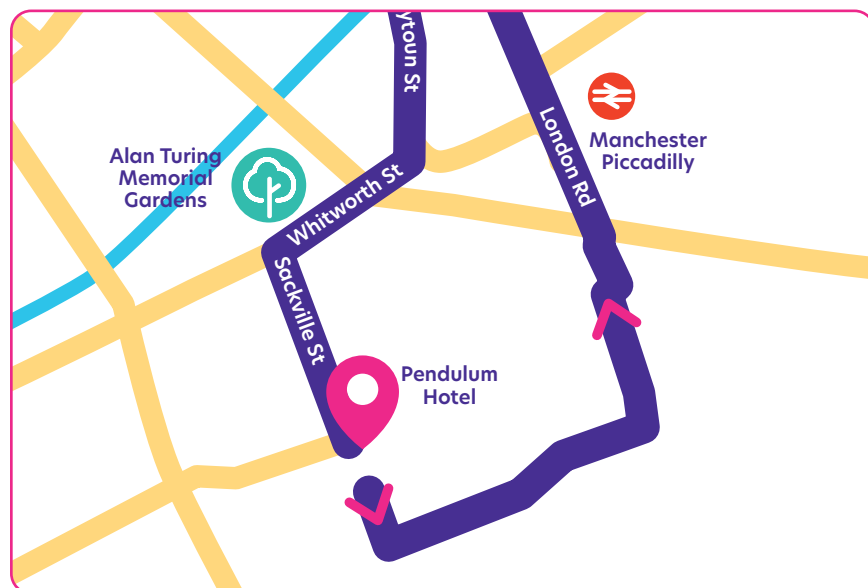 ytoun St
London Rd
Manchester
Piccadilly
Alan Turing
Memorial
Gardens
Whitworth St
Sackville St
Pendulum
Hotel